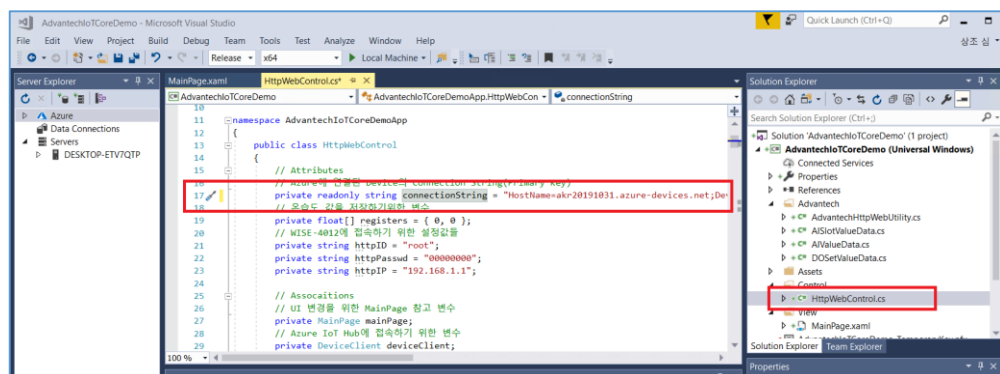 AdvantechIoTCoreDemo - Microsoft Visual Studio
Quick Launch (Ctrl+Q)
File Edit View Project Build Debug Team Tools Test Analyze Window Help
상조 심
Release x64 Local Machine
Server Explorer
Azure
Data Connections
Servers
DESKTOP-ETV7QTP
MainPage.xaml HttpWebControl.cs*
AdvantechIoTCoreDemo AdvantechIoTCoreDemoApp.HttpWebCon connectionString
10
11 namespace AdvantechIoTCoreDemoApp
12 {
13 public class HttpWebControl
14 {
15 // Attributes
16 // Azure에 연결된 Device의 Connection String(Primary key)
17 private readonly string connectionString = "HostName=akr20191031.azure-devices.net;De
18 // 온습도 값을 저장하기위한 변수
19 private float[] registers = { 0, 0 };
20 // WISE-4012에 접속하기 위한 설정값들
21 private string httpID = "root";
22 private string httpPasswd = "00000000";
23 private string httpIP = "192.168.1.1";
24
25 // Assocaitions
26 // UI 변경을 위한 MainPage 참고 변수
27 private MainPage mainPage;
28 // Azure IoT Hub에 접속하기 위한 변수
29 private DeviceClient deviceClient;
100 %
Solution Explorer
Search Solution Explorer (Ctrl+;)
Solution 'AdvantechIoTCoreDemo' (1 project)
AdvantechIoTCoreDemo (Universal Windows)
Connected Services
Properties
References
Advantech
AdvantechHttpWebUtility.cs
AISlotValueData.cs
AIValueData.cs
DOSetValueData.cs
Assets
Control
HttpWebControl.cs
View
MainPage.xaml
Solution Explorer Team Explorer
Properties